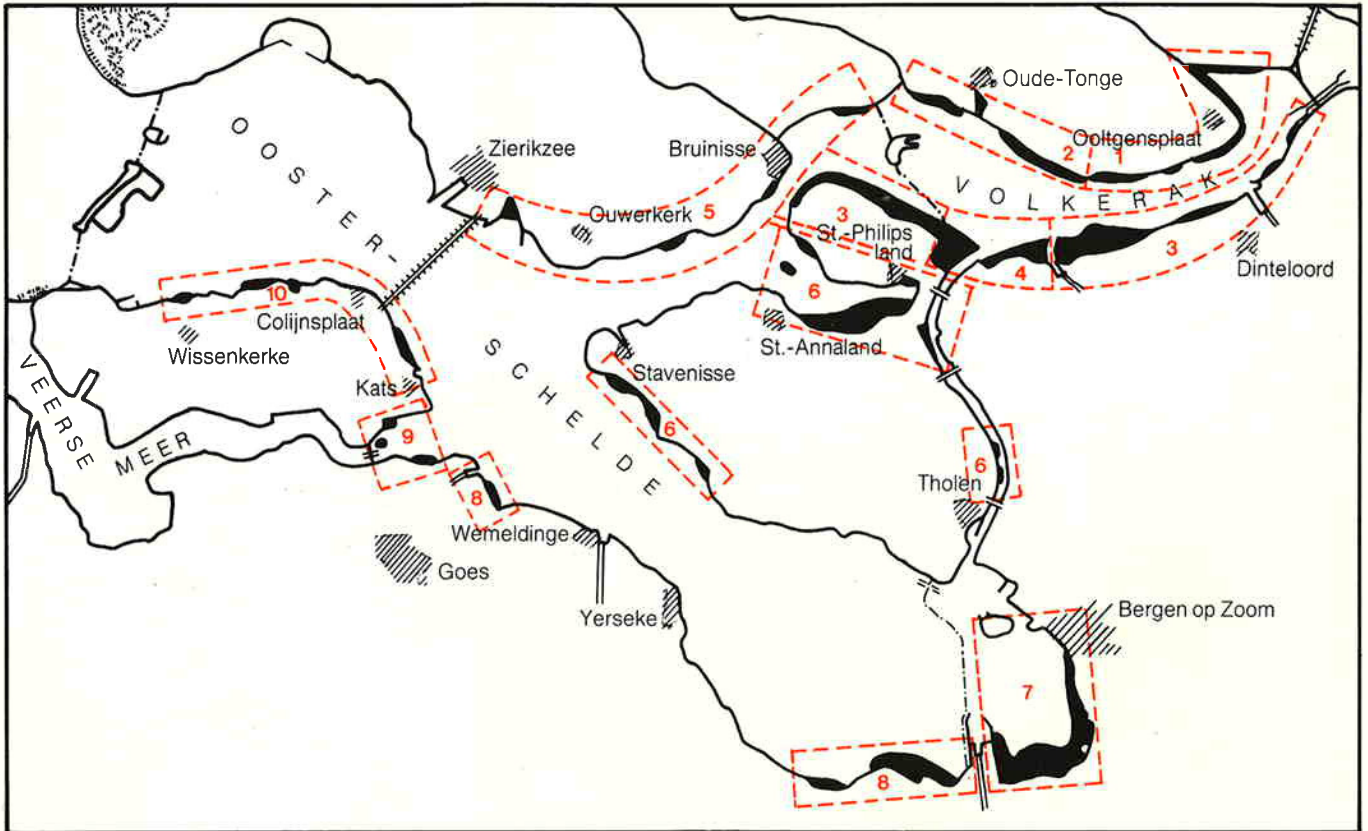 Oude-Tonge
Ooltgensplaat
2
1
Bruinisse
Zierikzee
OOSTER-
SCHELDE
VOLKERAK
Ouwerkerk
5
3
St.-Philips
land
4
3
Dinteloord
6
St.-Annaland
10
Colijnsplaat
Wissenkerke
VEERSE MEER
Kats
Stavenisse
6
9
8
6
Tholen
Wemeldinge
Goes
Yerseke
Bergen op Zoom
7
8